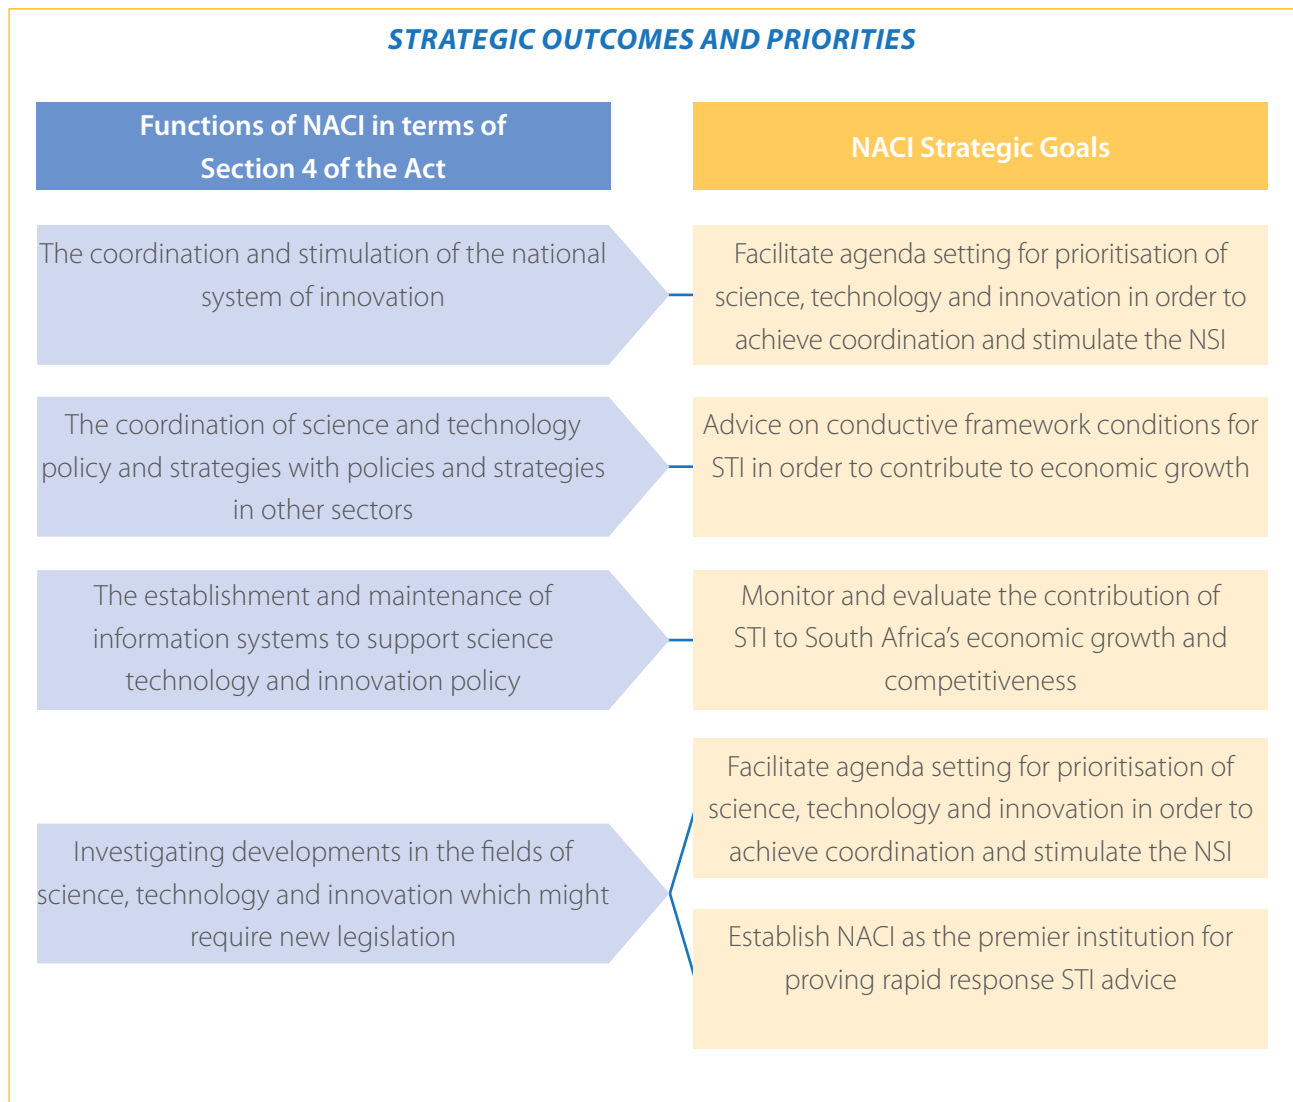 STRATEGIC OUTCOMES AND PRIORITIES
Functions of NACI in terms of
Section 4 of the Act
NACI Strategic Goals
The coordination and stimulation of the national
system of innovation
Facilitate agenda setting for prioritisation of
science, technology and innovation in order to
achieve coordination and stimulate the NSI
The coordination of science and technology
policy and strategies with policies and strategies
in other sectors
Advice on conductive framework conditions for
STI in order to contribute to economic growth
The establishment and maintenance of
information systems to support science
technology and innovation policy
Monitor and evaluate the contribution of
STI to South Africa’s economic growth and
competitiveness
Investigating developments in the fields of
science, technology and innovation which might
require new legislation
Facilitate agenda setting for prioritisation of
science, technology and innovation in order to
achieve coordination and stimulate the NSI
Establish NACI as the premier institution for
proving rapid response STI advice